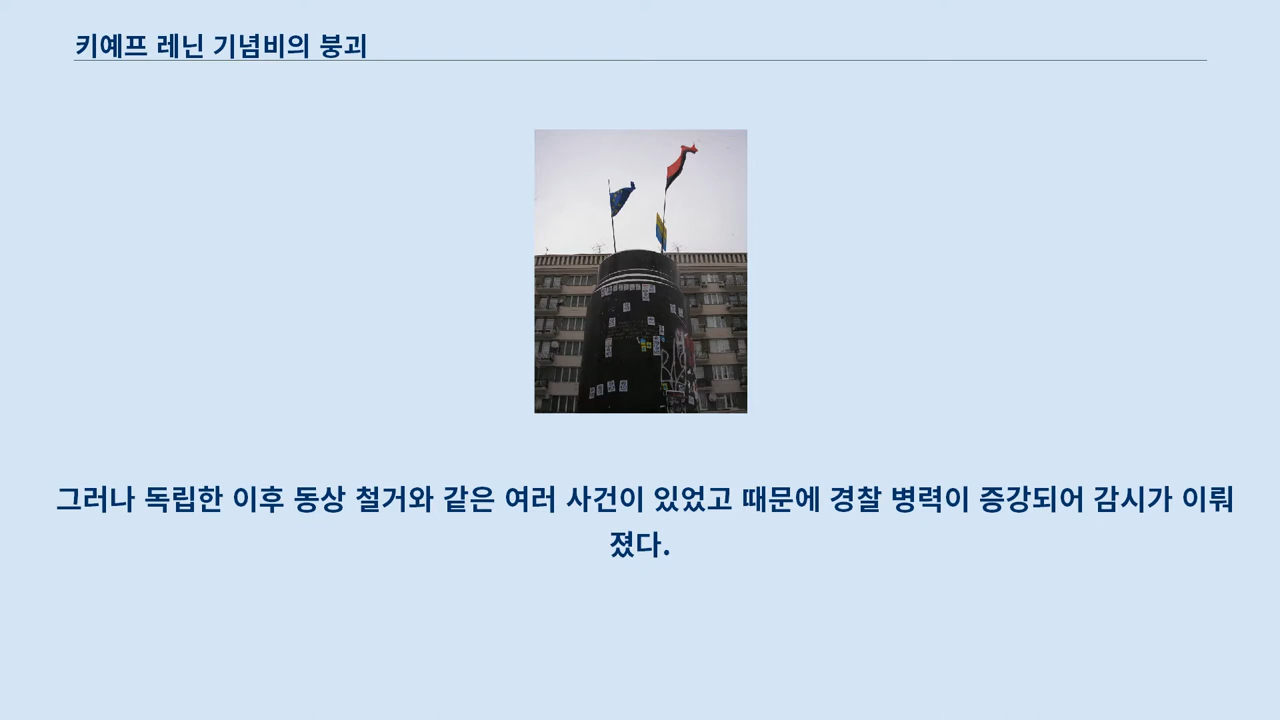 키예프 레닌 기념비의 붕괴
그러나 독립한 이후 동상 철거와 같은 여러 사건이 있었고 때문에 경찰 병력이 증강되어 감시가 이뤄
졌다.